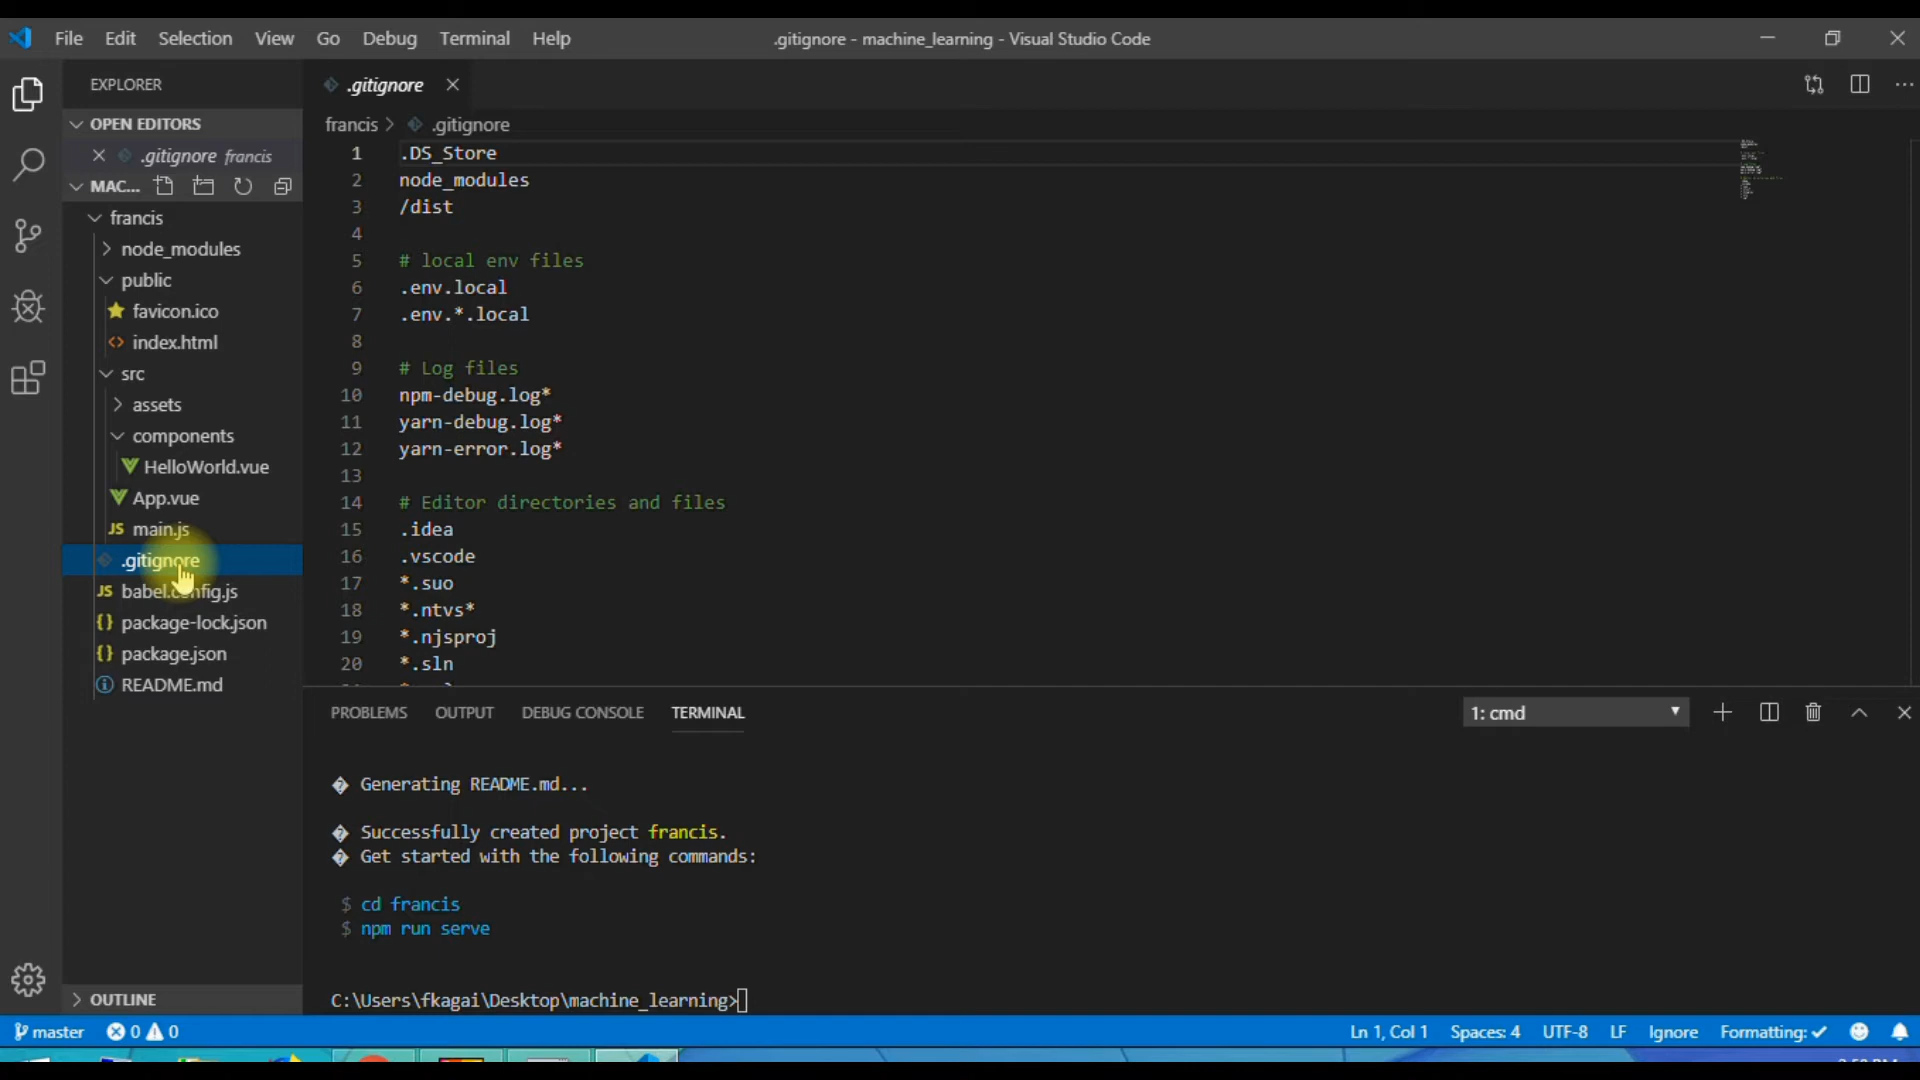 File Edit Selection View Go Debug Terminal Help
.gitignore - machine_learning - Visual Studio Code
EXPLORER
.gitignore
OPEN EDITORS
francis > .gitignore
.gitignore francis
MAC...
francis
node_modules
public
favicon.ico
index.html
src
assets
components
HelloWorld.vue
App.vue
main.js
.gitignore
babel.config.js
package-lock.json
package.json
README.md
OUTLINE
1 .DS_Store
2 node_modules
3 /dist
4
5 # local env files
6 .env.local
7 .env.*.local
8
9 # Log files
10 npm-debug.log*
11 yarn-debug.log*
12 yarn-error.log*
13
14 # Editor directories and files
15 .idea
16 .vscode
17 *.suo
18 *.ntvs*
19 *.njsproj
20 *.sln
PROBLEMS OUTPUT DEBUG CONSOLE TERMINAL
1: cmd
� Generating README.md...
� Successfully created project francis.
� Get started with the following commands:
$ cd francis
$ npm run serve
C:\Users\fkagai\Desktop\machine_learning>
master 0 0
Ln 1, Col 1 Spaces: 4 UTF-8 LF Ignore Formatting: ✓